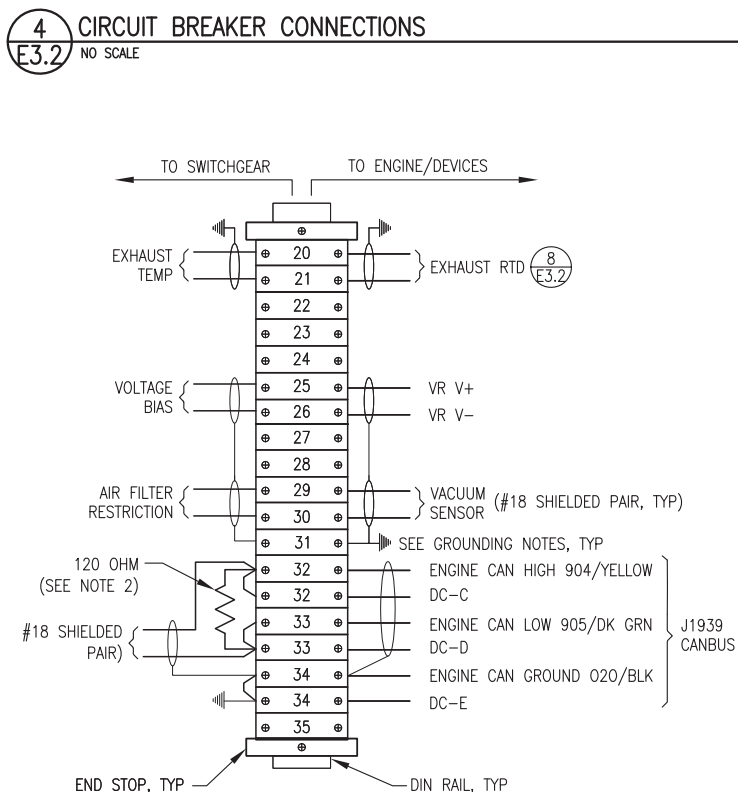 4
E3.2
CIRCUIT BREAKER CONNECTIONS
NO SCALE
TO SWITCHGEAR
TO ENGINE/DEVICES
EXHAUST
TEMP
20
21
EXHAUST RTD
8
E3.2
22
23
24
VOLTAGE
BIAS
25
VR V+
26
VR V-
27
28
AIR FILTER
RESTRICTION
29
30
VACUUM
SENSOR
(#18 SHIELDED PAIR, TYP)
31
SEE GROUNDING NOTES, TYP
120 OHM
(SEE NOTE 2)
32
ENGINE CAN HIGH 904/YELLOW
32
DC-C
#18 SHIELDED
PAIR)
33
ENGINE CAN LOW 905/DK GRN
33
DC-D
J1939
CANBUS
34
ENGINE CAN GROUND 020/BLK
34
DC-E
35
END STOP, TYP
DIN RAIL, TYP